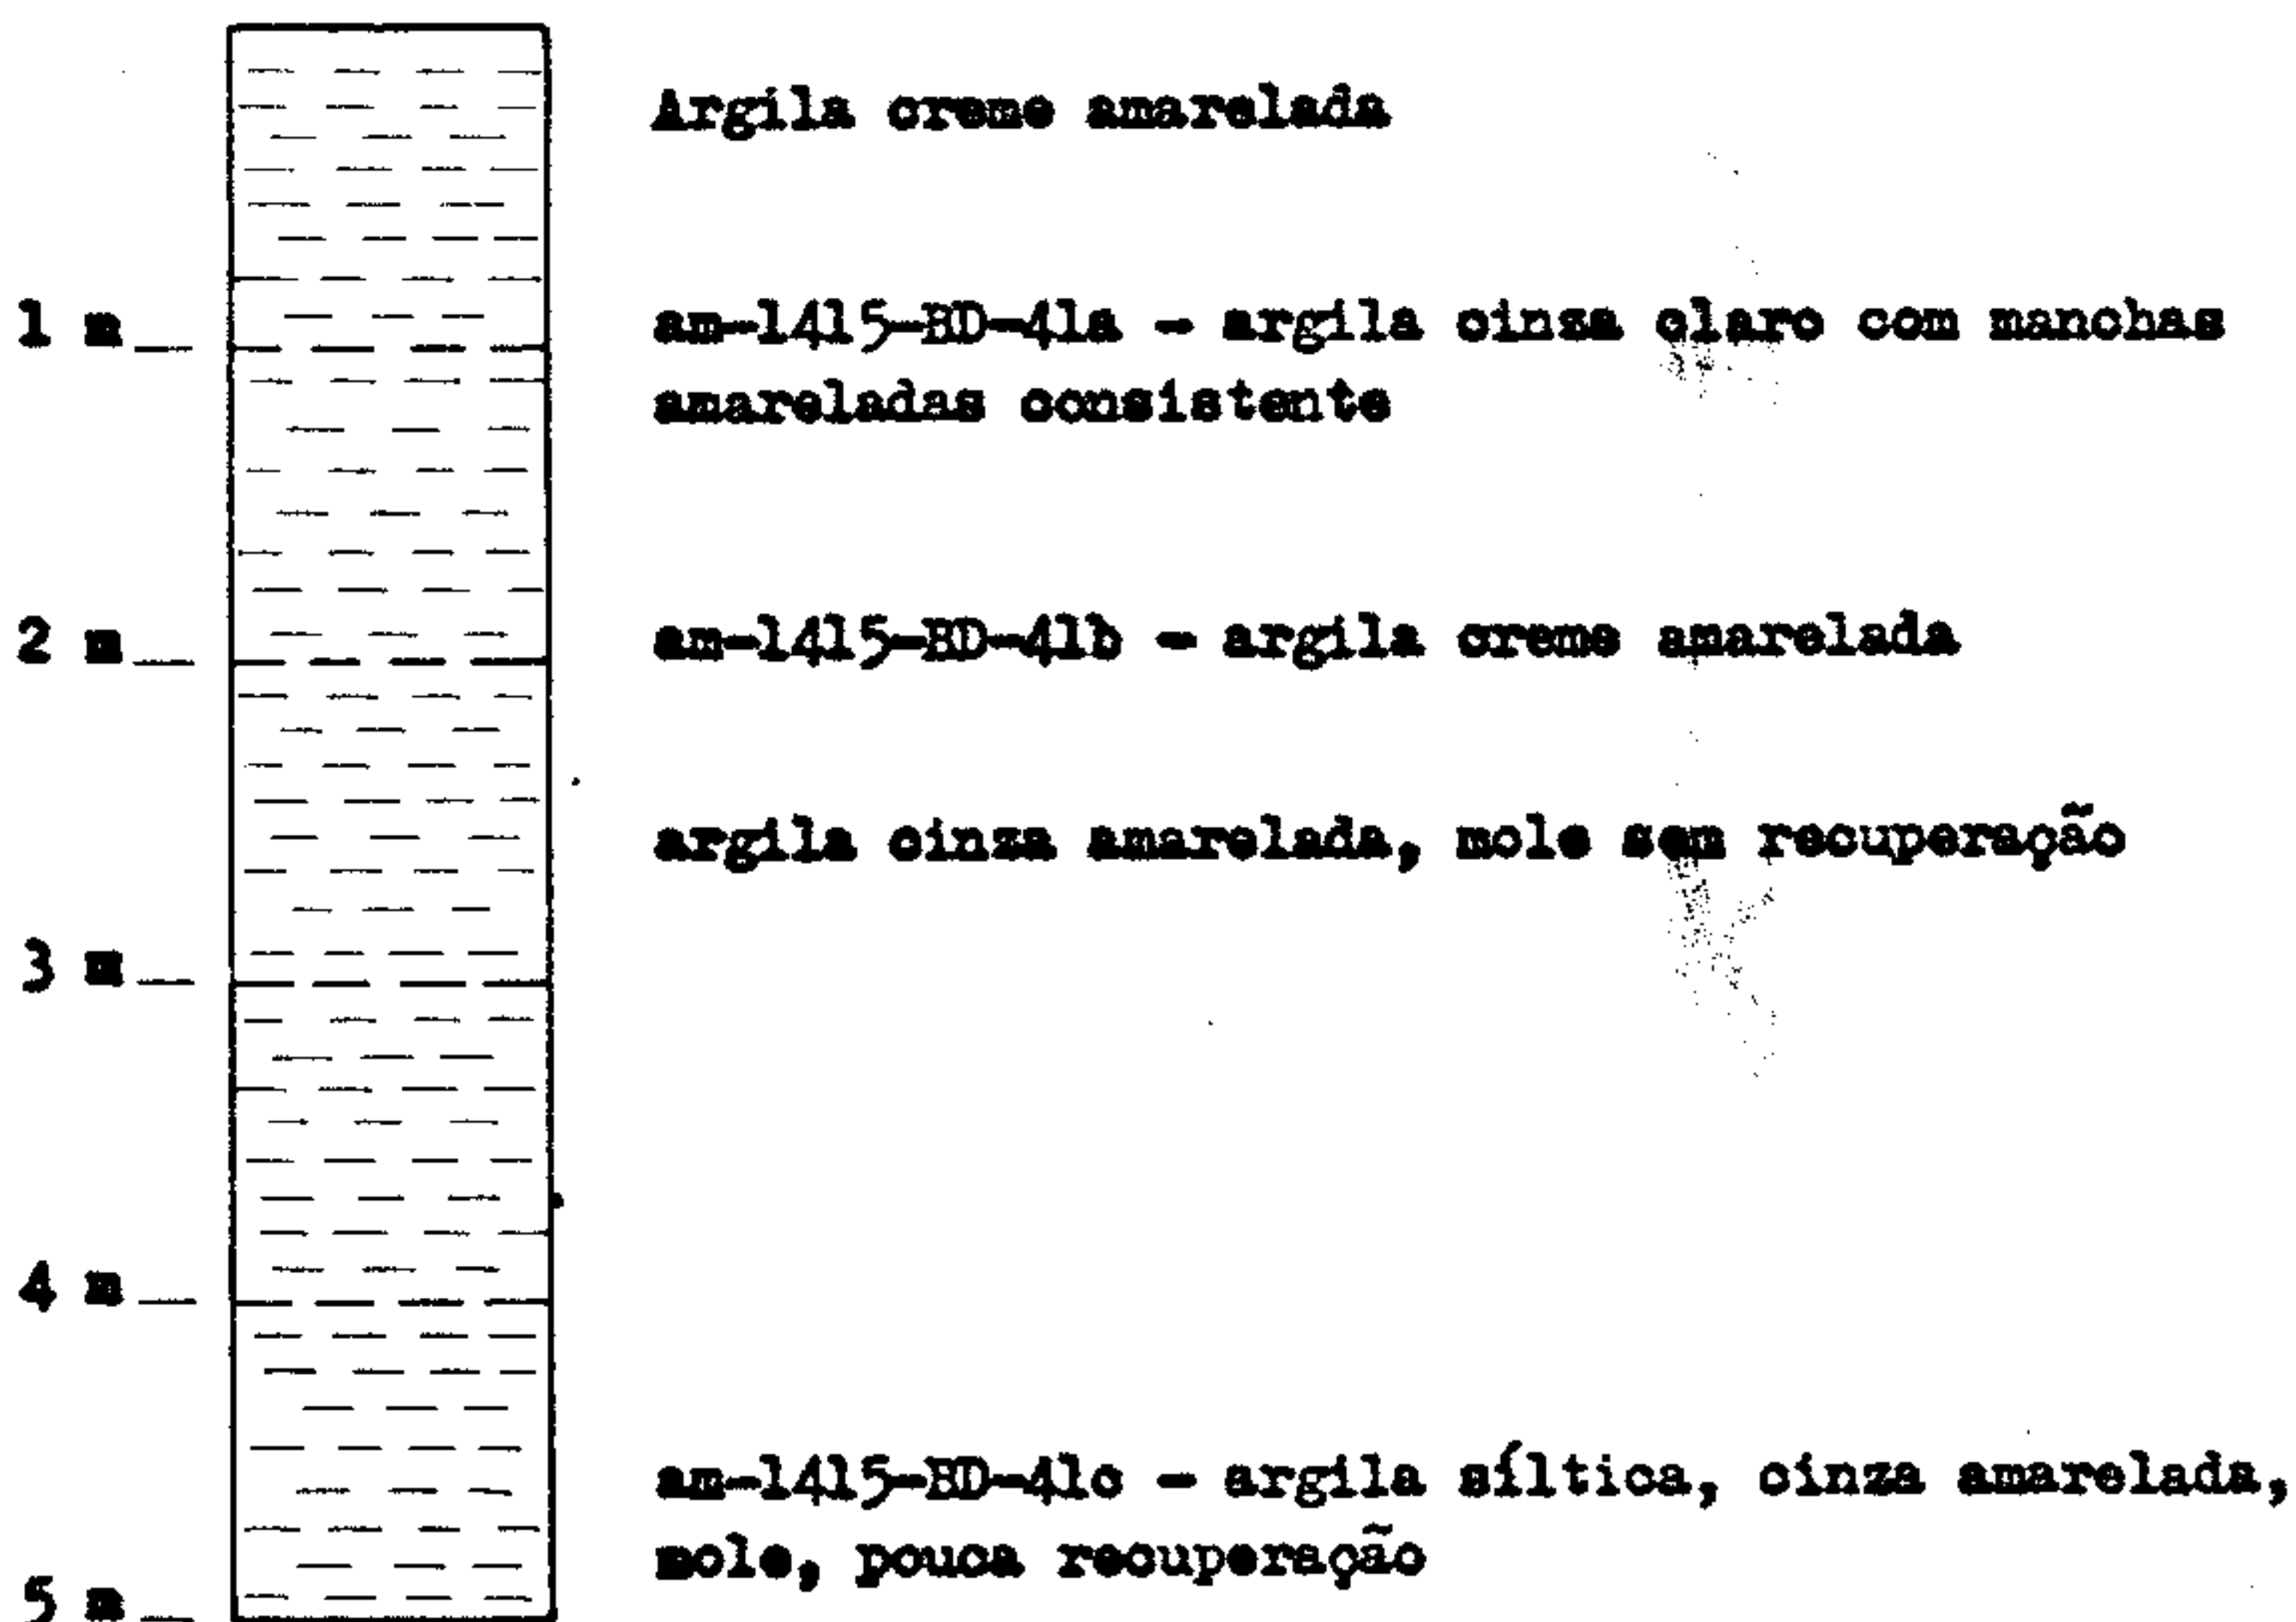 Argila creme amarelada
1 m
am-1415-BD-41a - argila cinza claro com manchas
amareladas consistente
2 m
am-1415-BD-41b - argila creme amarelada
argila cinza amarelada, mole sem recuperação
3 m
4 m
am-1415-BD-41c - argila síltica, cinza amarelada,
mole, pouca recuperação
5 m